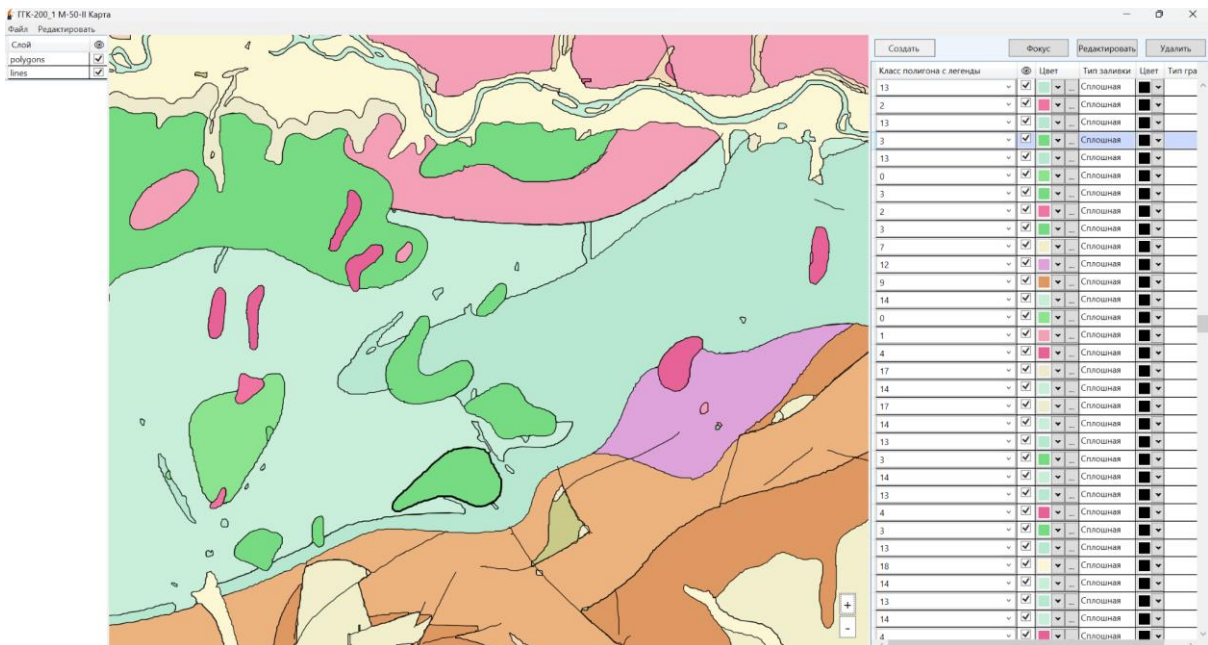 ГГК-200_1 M-50-II Карта
Файл Редактировать
Слой
polygons
lines
Создать Фокус Редактировать Удалить
Класс полигона с легенды Цвет Тип заливки Цвет Тип гра
13 ... Сплошная
2 ... Сплошная
13 ... Сплошная
3 ... Сплошная
13 ... Сплошная
0 ... Сплошная
3 ... Сплошная
2 ... Сплошная
3 ... Сплошная
7 ... Сплошная
12 ... Сплошная
9 ... Сплошная
14 ... Сплошная
0 ... Сплошная
1 ... Сплошная
4 ... Сплошная
17 ... Сплошная
14 ... Сплошная
17 ... Сплошная
14 ... Сплошная
13 ... Сплошная
3 ... Сплошная
14 ... Сплошная
13 ... Сплошная
4 ... Сплошная
3 ... Сплошная
13 ... Сплошная
18 ... Сплошная
14 ... Сплошная
13 ... Сплошная
14 ... Сплошная
4 ... Сплошная
+
-